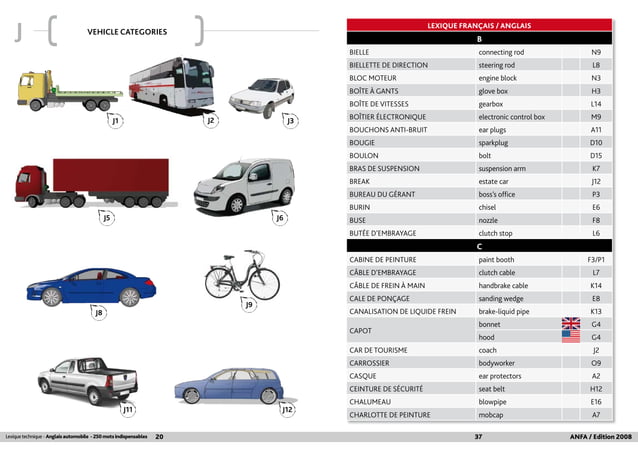 J
VEHICLE CATEGORIES
J1
J2
J3
J5
J6
J8
J9
J11
J12
Lexique technique - Anglais automobile - 250 mots indispensables 20
LEXIQUE FRANÇAIS / ANGLAIS
B
BIELLE connecting rod N9
BIELLETTE DE DIRECTION steering rod L8
BLOC MOTEUR engine block N3
BOÎTE À GANTS glove box H3
BOÎTE DE VITESSES gearbox L14
BOÎTIER ÉLECTRONIQUE electronic control box M9
BOUCHONS ANTI-BRUIT ear plugs A11
BOUGIE sparkplug D10
BOULON bolt D15
BRAS DE SUSPENSION suspension arm K7
BREAK estate car J12
BUREAU DU GÉRANT boss's office P3
BURIN chisel E6
BUSE nozzle F8
BUTÉE D'EMBRAYAGE clutch stop L6
C
CABINE DE PEINTURE paint booth F3/P1
CÂBLE D'EMBRAYAGE clutch cable L7
CÂBLE DE FREIN À MAIN handbrake cable K14
CALE DE PONÇAGE sanding wedge E8
CANALISATION DE LIQUIDE FREIN brake-liquid pipe K13
CAPOT bonnet G4
hood G4
CAR DE TOURISME coach J2
CARROSSIER bodyworker O9
CASQUE ear protectors A2
CEINTURE DE SÉCURITÉ seat belt H12
CHALUMEAU blowpipe E16
CHARLOTTE DE PEINTURE mobcap A7
37 ANFA / Edition 2008